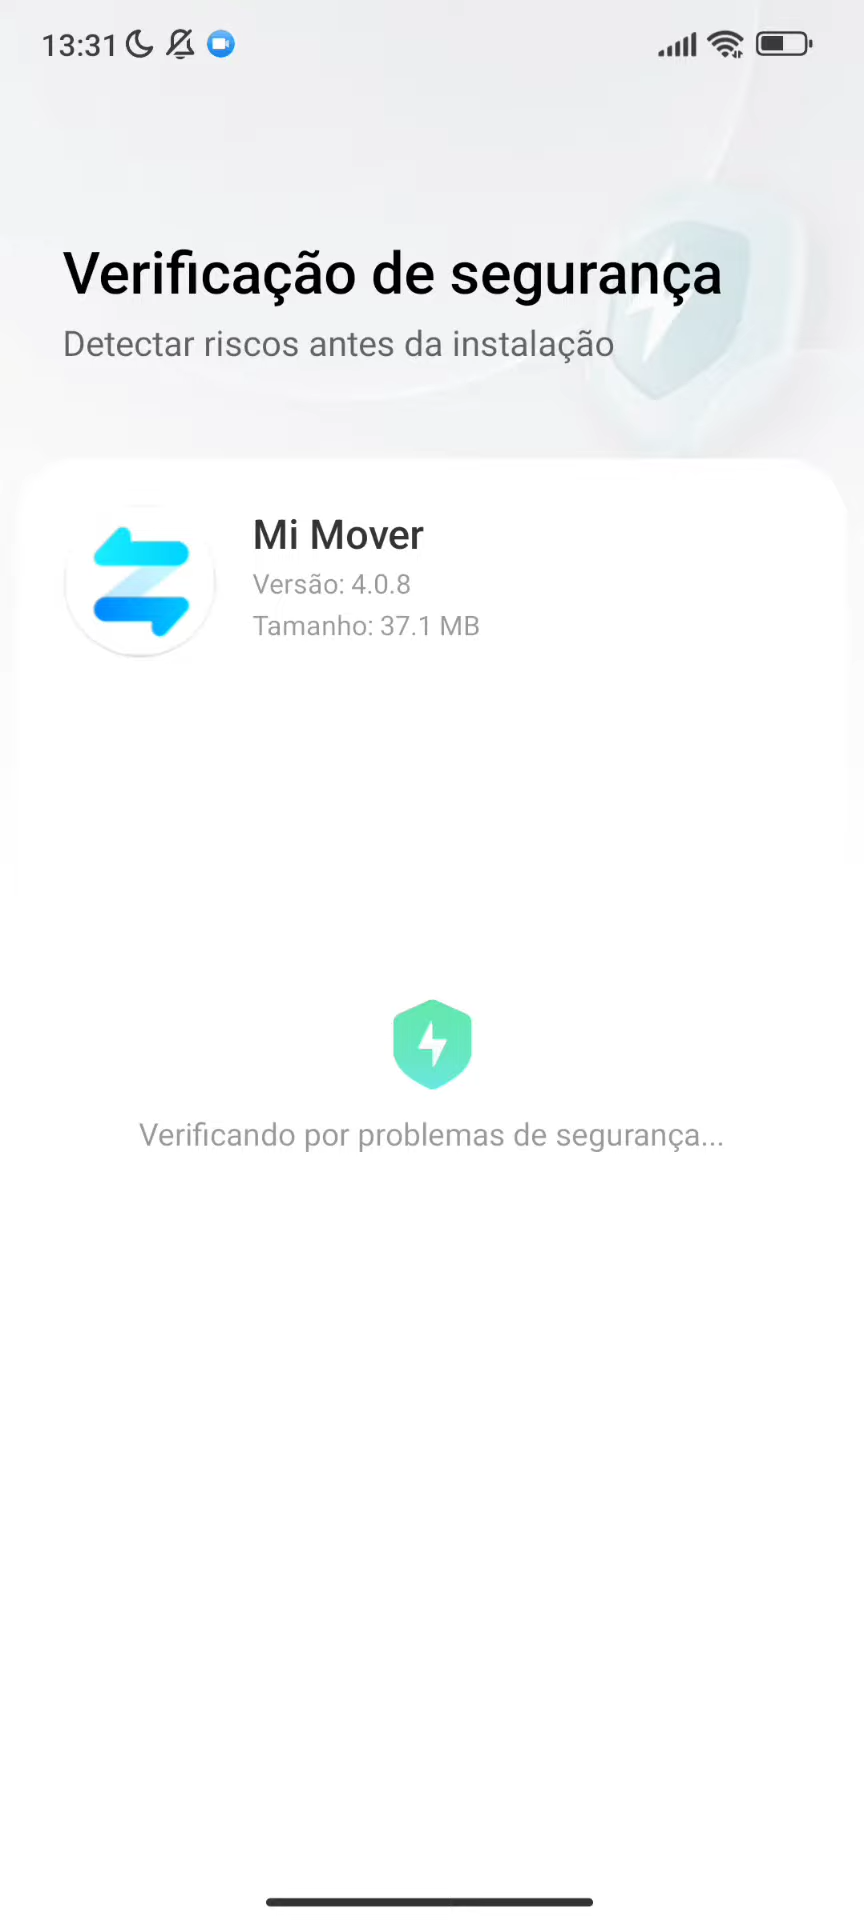 13:31
Verificação de segurança
Detectar riscos antes da instalação
Mi Mover
Versão: 4.0.8
Tamanho: 37.1 MB
Verificando por problemas de segurança...